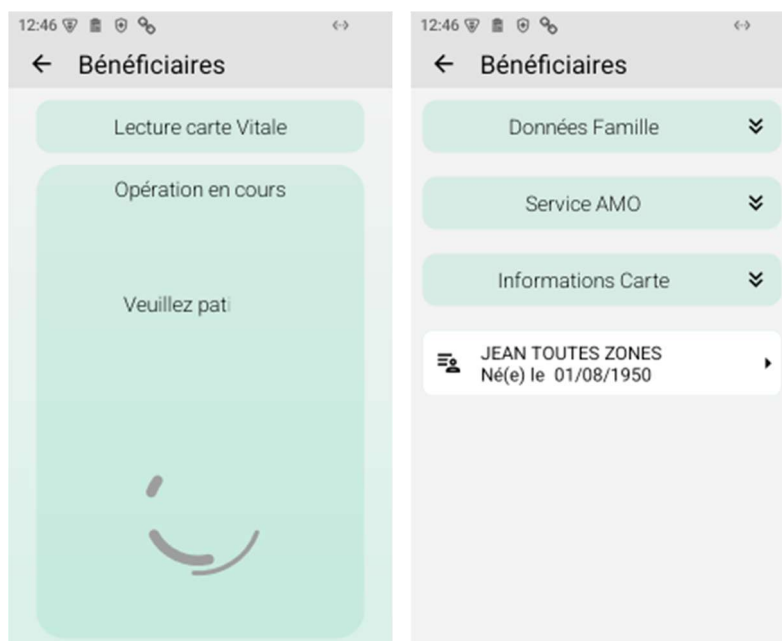 12:46
Bénéficiaires
Lecture carte Vitale
Opération en cours
Veuillez pati
12:46
Bénéficiaires
Données Famille
Service AMO
Informations Carte
JEAN TOUTES ZONES
Né(e) le 01/08/1950